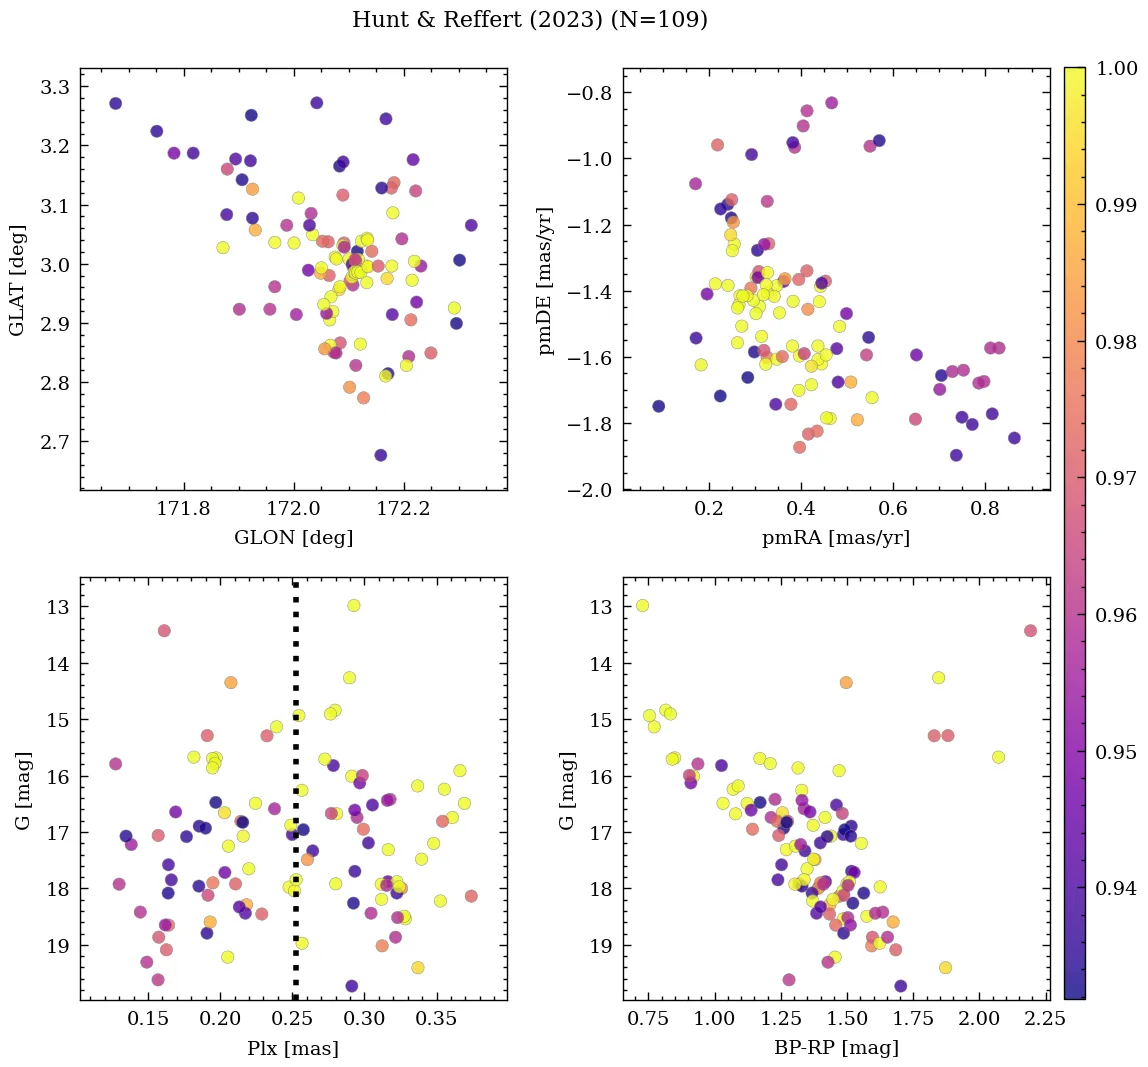 Hunt & Reffert (2023) (N=109)
3.3
3.2
3.1
3.0
2.9
2.8
2.7
GLAT [deg]
171.8 172.0 172.2
GLON [deg]
−0.8
−1.0
−1.2
−1.4
−1.6
−1.8
−2.0
pmDE [mas/yr]
0.2 0.4 0.6 0.8
pmRA [mas/yr]
13
14
15
16
17
18
19
G [mag]
0.15 0.20 0.25 0.30 0.35
Plx [mas]
13
14
15
16
17
18
19
G [mag]
0.75 1.00 1.25 1.50 1.75 2.00 2.25
BP-RP [mag]
1.00
0.99
0.98
0.97
0.96
0.95
0.94